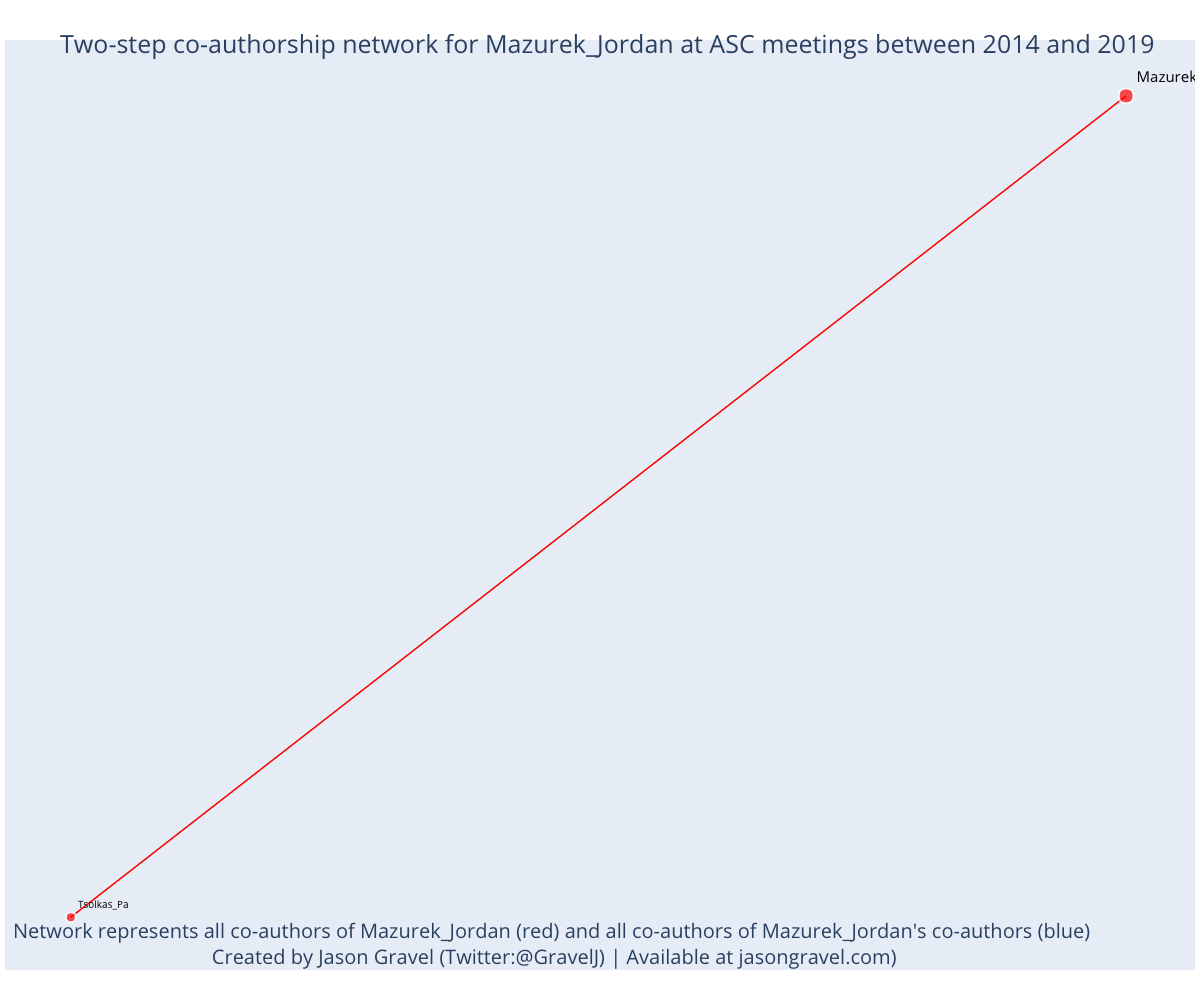 Two-step co-authorship network for Mazurek_Jordan at ASC meetings between 2014 and 2019
Mazurek
Tsolkas_Pa
Network represents all co-authors of Mazurek_Jordan (red) and all co-authors of Mazurek_Jordan's co-authors (blue)
Created by Jason Gravel (Twitter:@GravelJ) | Available at jasongravel.com)